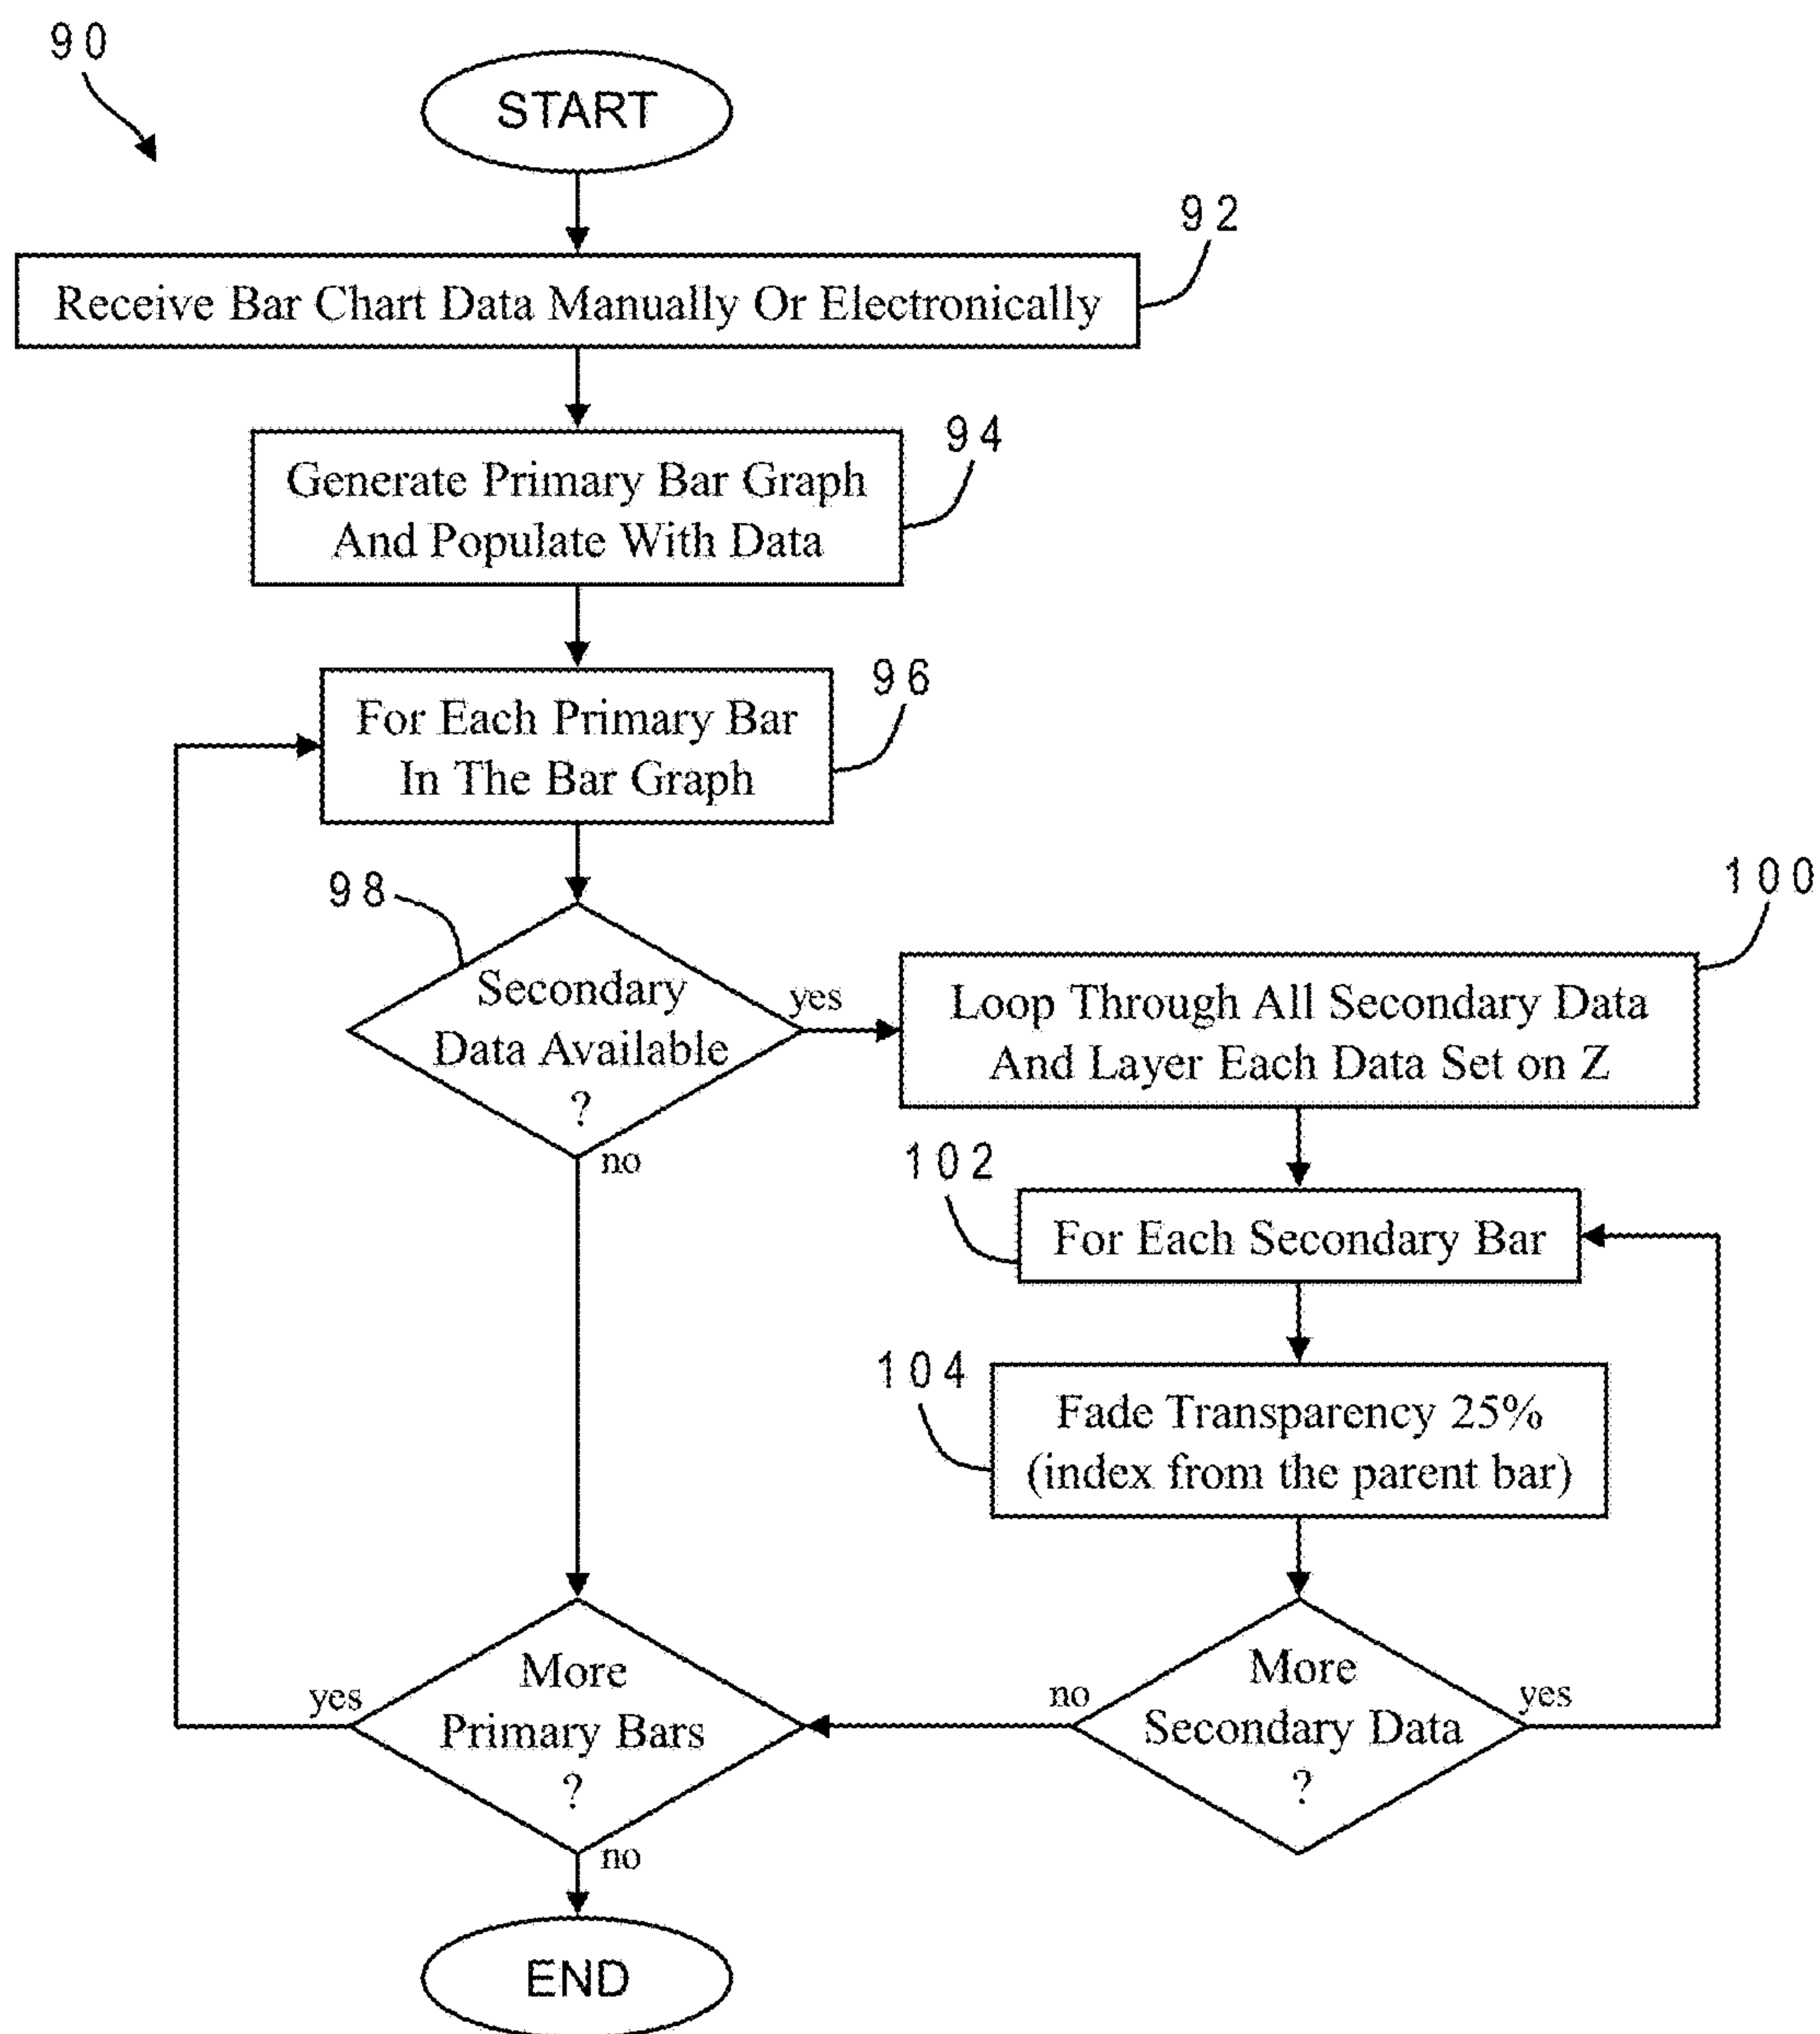 90
START
92
Receive Bar Chart Data Manually Or Electronically
94
Generate Primary Bar Graph
And Populate With Data
96
For Each Primary Bar
In The Bar Graph
98
Secondary
Data Available
?
yes
no
100
Loop Through All Secondary Data
And Layer Each Data Set on Z
102
For Each Secondary Bar
104
Fade Transparency 25%
(index from the parent bar)
More
Secondary Data
?
yes
no
More
Primary Bars
?
yes
no
END